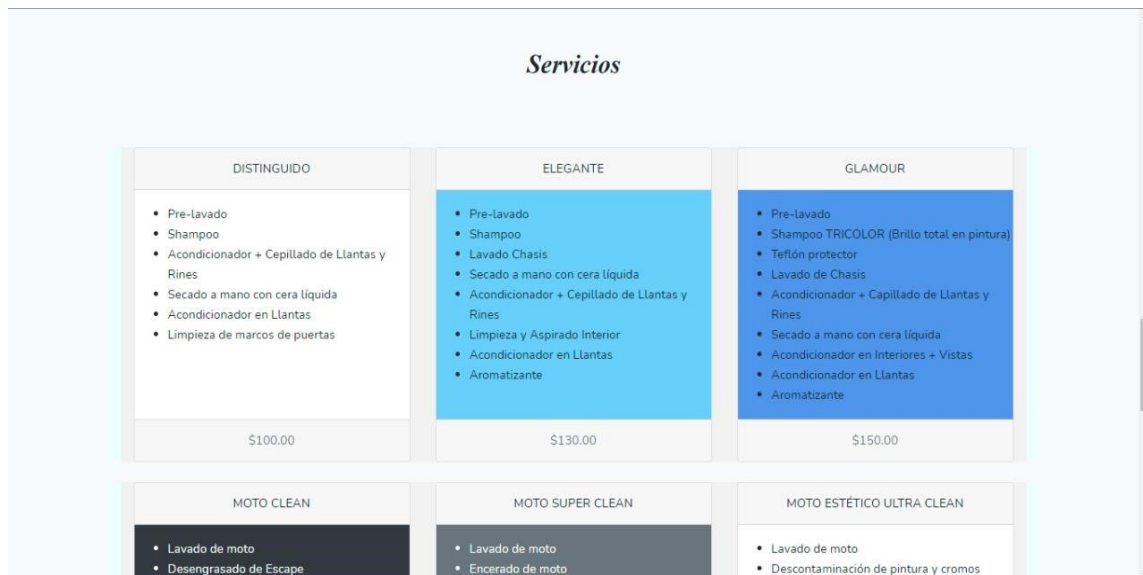 Servicios
DISTINGUIDO
Pre-lavado
Shampoo
Acondicionador + Cepillado de Llantas y
Rines
Secado a mano con cera líquida
Acondicionador en Llantas
Limpieza de marcos de puertas
$100.00
ELEGANTE
Pre-lavado
Shampoo
Lavado Chasis
Secado a mano con cera líquida
Acondicionador + Cepillado de Llantas y
Rines
Limpieza y Aspirado Interior
Acondicionador en Llantas
Aromatizante
$130.00
GLAMOUR
Pre-lavado
Shampoo TRICOLOR (Brillo total en pintura)
Teflón protector
Lavado de Chasis
Acondicionador + Capillado de Llantas y
Rines
Secado a mano con cera líquida
Acondicionador en Interiores + Vistas
Acondicionador en Llantas
Aromatizante
$150.00
MOTO CLEAN
Lavado de moto
Desengrasado de Escape
MOTO SUPER CLEAN
Lavado de moto
Encerado de moto
MOTO ESTÉTICO ULTRA CLEAN
Lavado de moto
Descontaminación de pintura y cromos